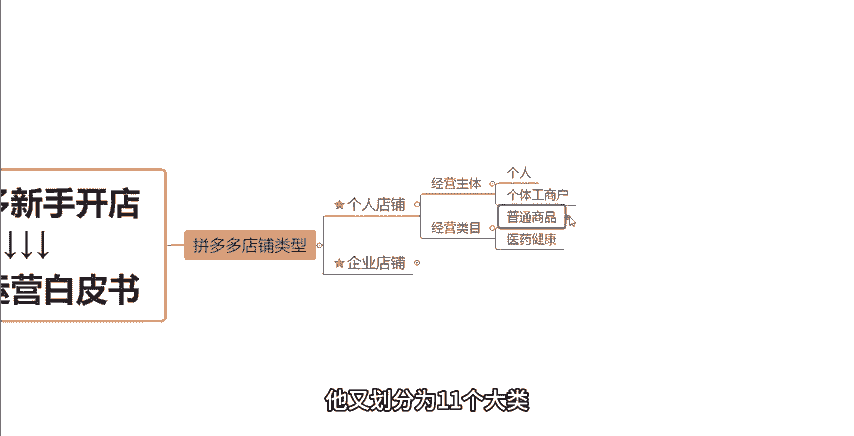 新手开店
↓↓↓
运营白皮书
拼多多店铺类型
★个人店铺
经营主体
个人
个体工商户
经营类目
普通商品
医药健康
★企业店铺
他又划分为11个大类